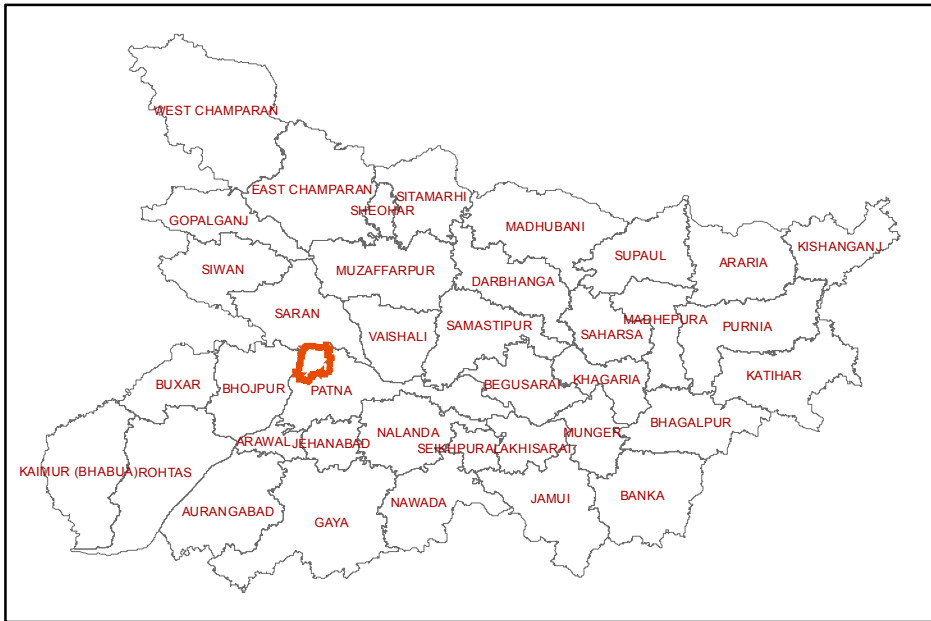 WEST CHAMPARAN
EAST CHAMPARAN
SITAMARHI
SHEOHAR
GOPALGANJ
MADHUBANI
SUPAUL
ARARIA
KISHANGANJ
SIWAN
MUZAFFARPUR
DARBHANGA
SARAN
VAISHALI
SAMASTIPUR
SAHARSA
MADHEPURA
PURNIA
BUXAR
BHOJPUR
PATNA
BEGUSARAI
KHAGARIA
KATIHAR
ARAWAL
JEHANABAD
NALANDA
SEIKHPURA
LAKHISARAI
MUNGER
BHAGALPUR
KAIMUR (BHABUA)
ROHTAS
AURANGABAD
GAYA
NAWADA
JAMUI
BANKA